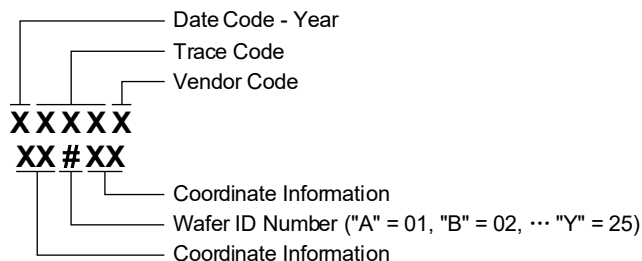 Date Code - Year
Trace Code
Vendor Code
XXXXX
XX#XX
Coordinate Information
Wafer ID Number ("A" = 01, "B" = 02, ··· "Y" = 25)
Coordinate Information